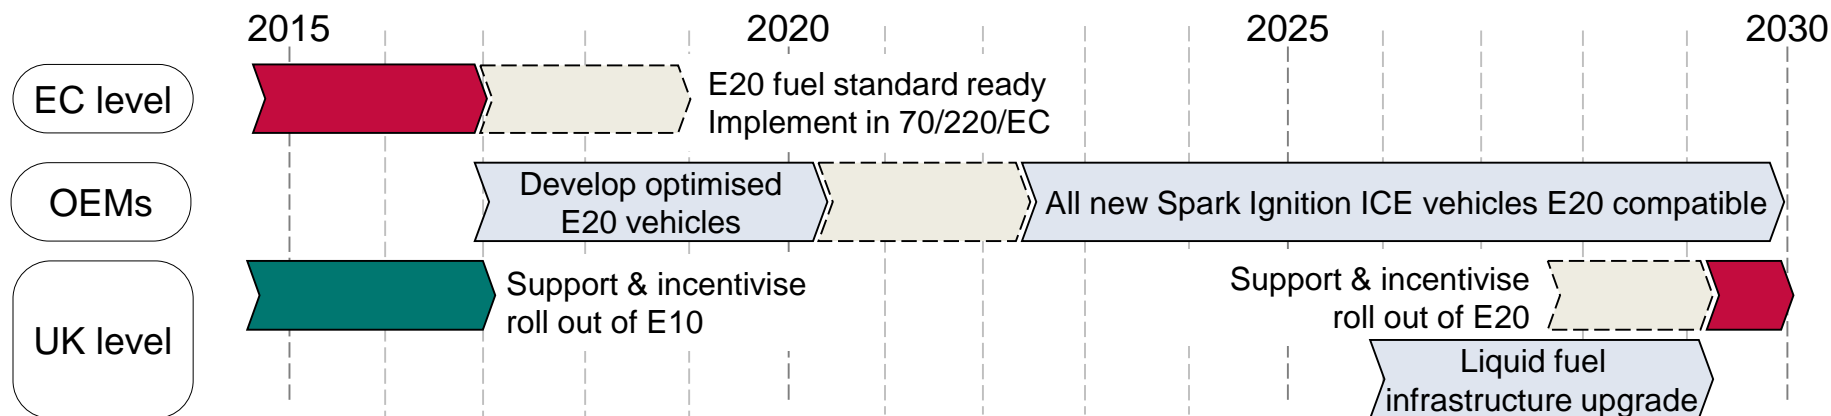 2015 2020 2025 2030
EC level
E20 fuel standard ready
Implement in 70/220/EC
OEMs
Develop optimised
E20 vehicles
All new Spark Ignition ICE vehicles E20 compatible
UK level
Support & incentivise
roll out of E10
Support & incentivise
roll out of E20
Liquid fuel
infrastructure upgrade